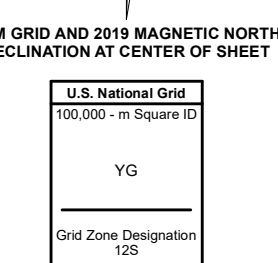 M GRID AND 2019 MAGNETIC NORTH
ECLINATION AT CENTER OF SHEET
U.S. National Grid
100,000 - m Square ID
YG
Grid Zone Designation
12S